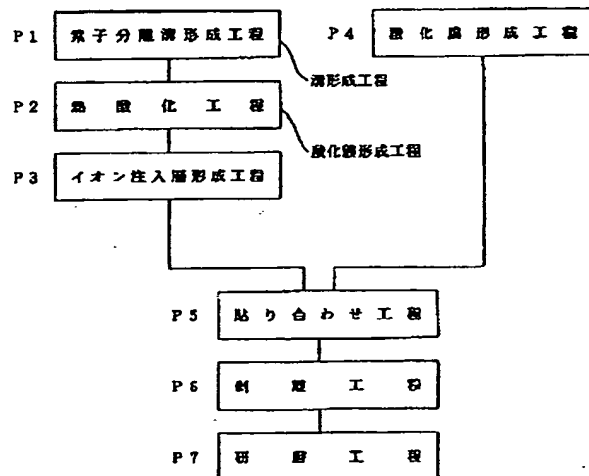 P1 素子分離溝形成工程
P4 酸化膜形成工程
溝形成工程
P2 熱酸化工程
酸化膜形成工程
P3 イオン注入層形成工程
P5 貼り合わせ工程
P6 剥離工程
P7 研磨工程